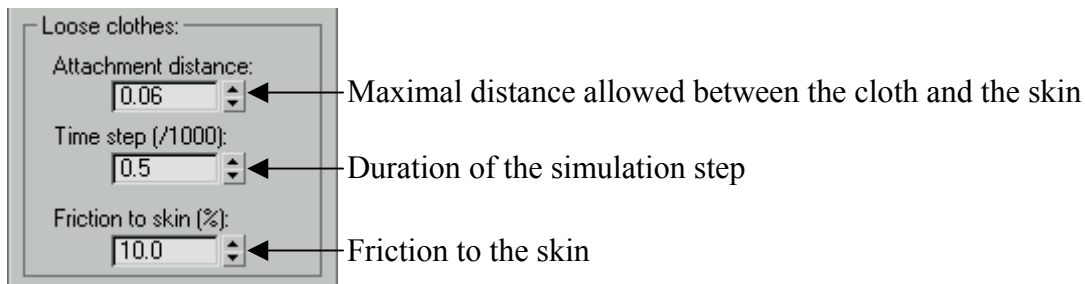 Loose clothes:
Attachment distance:
0.06
Maximal distance allowed between the cloth and the skin
Time step (/1000):
0.5
Duration of the simulation step
Friction to skin (%):
10.0
Friction to the skin